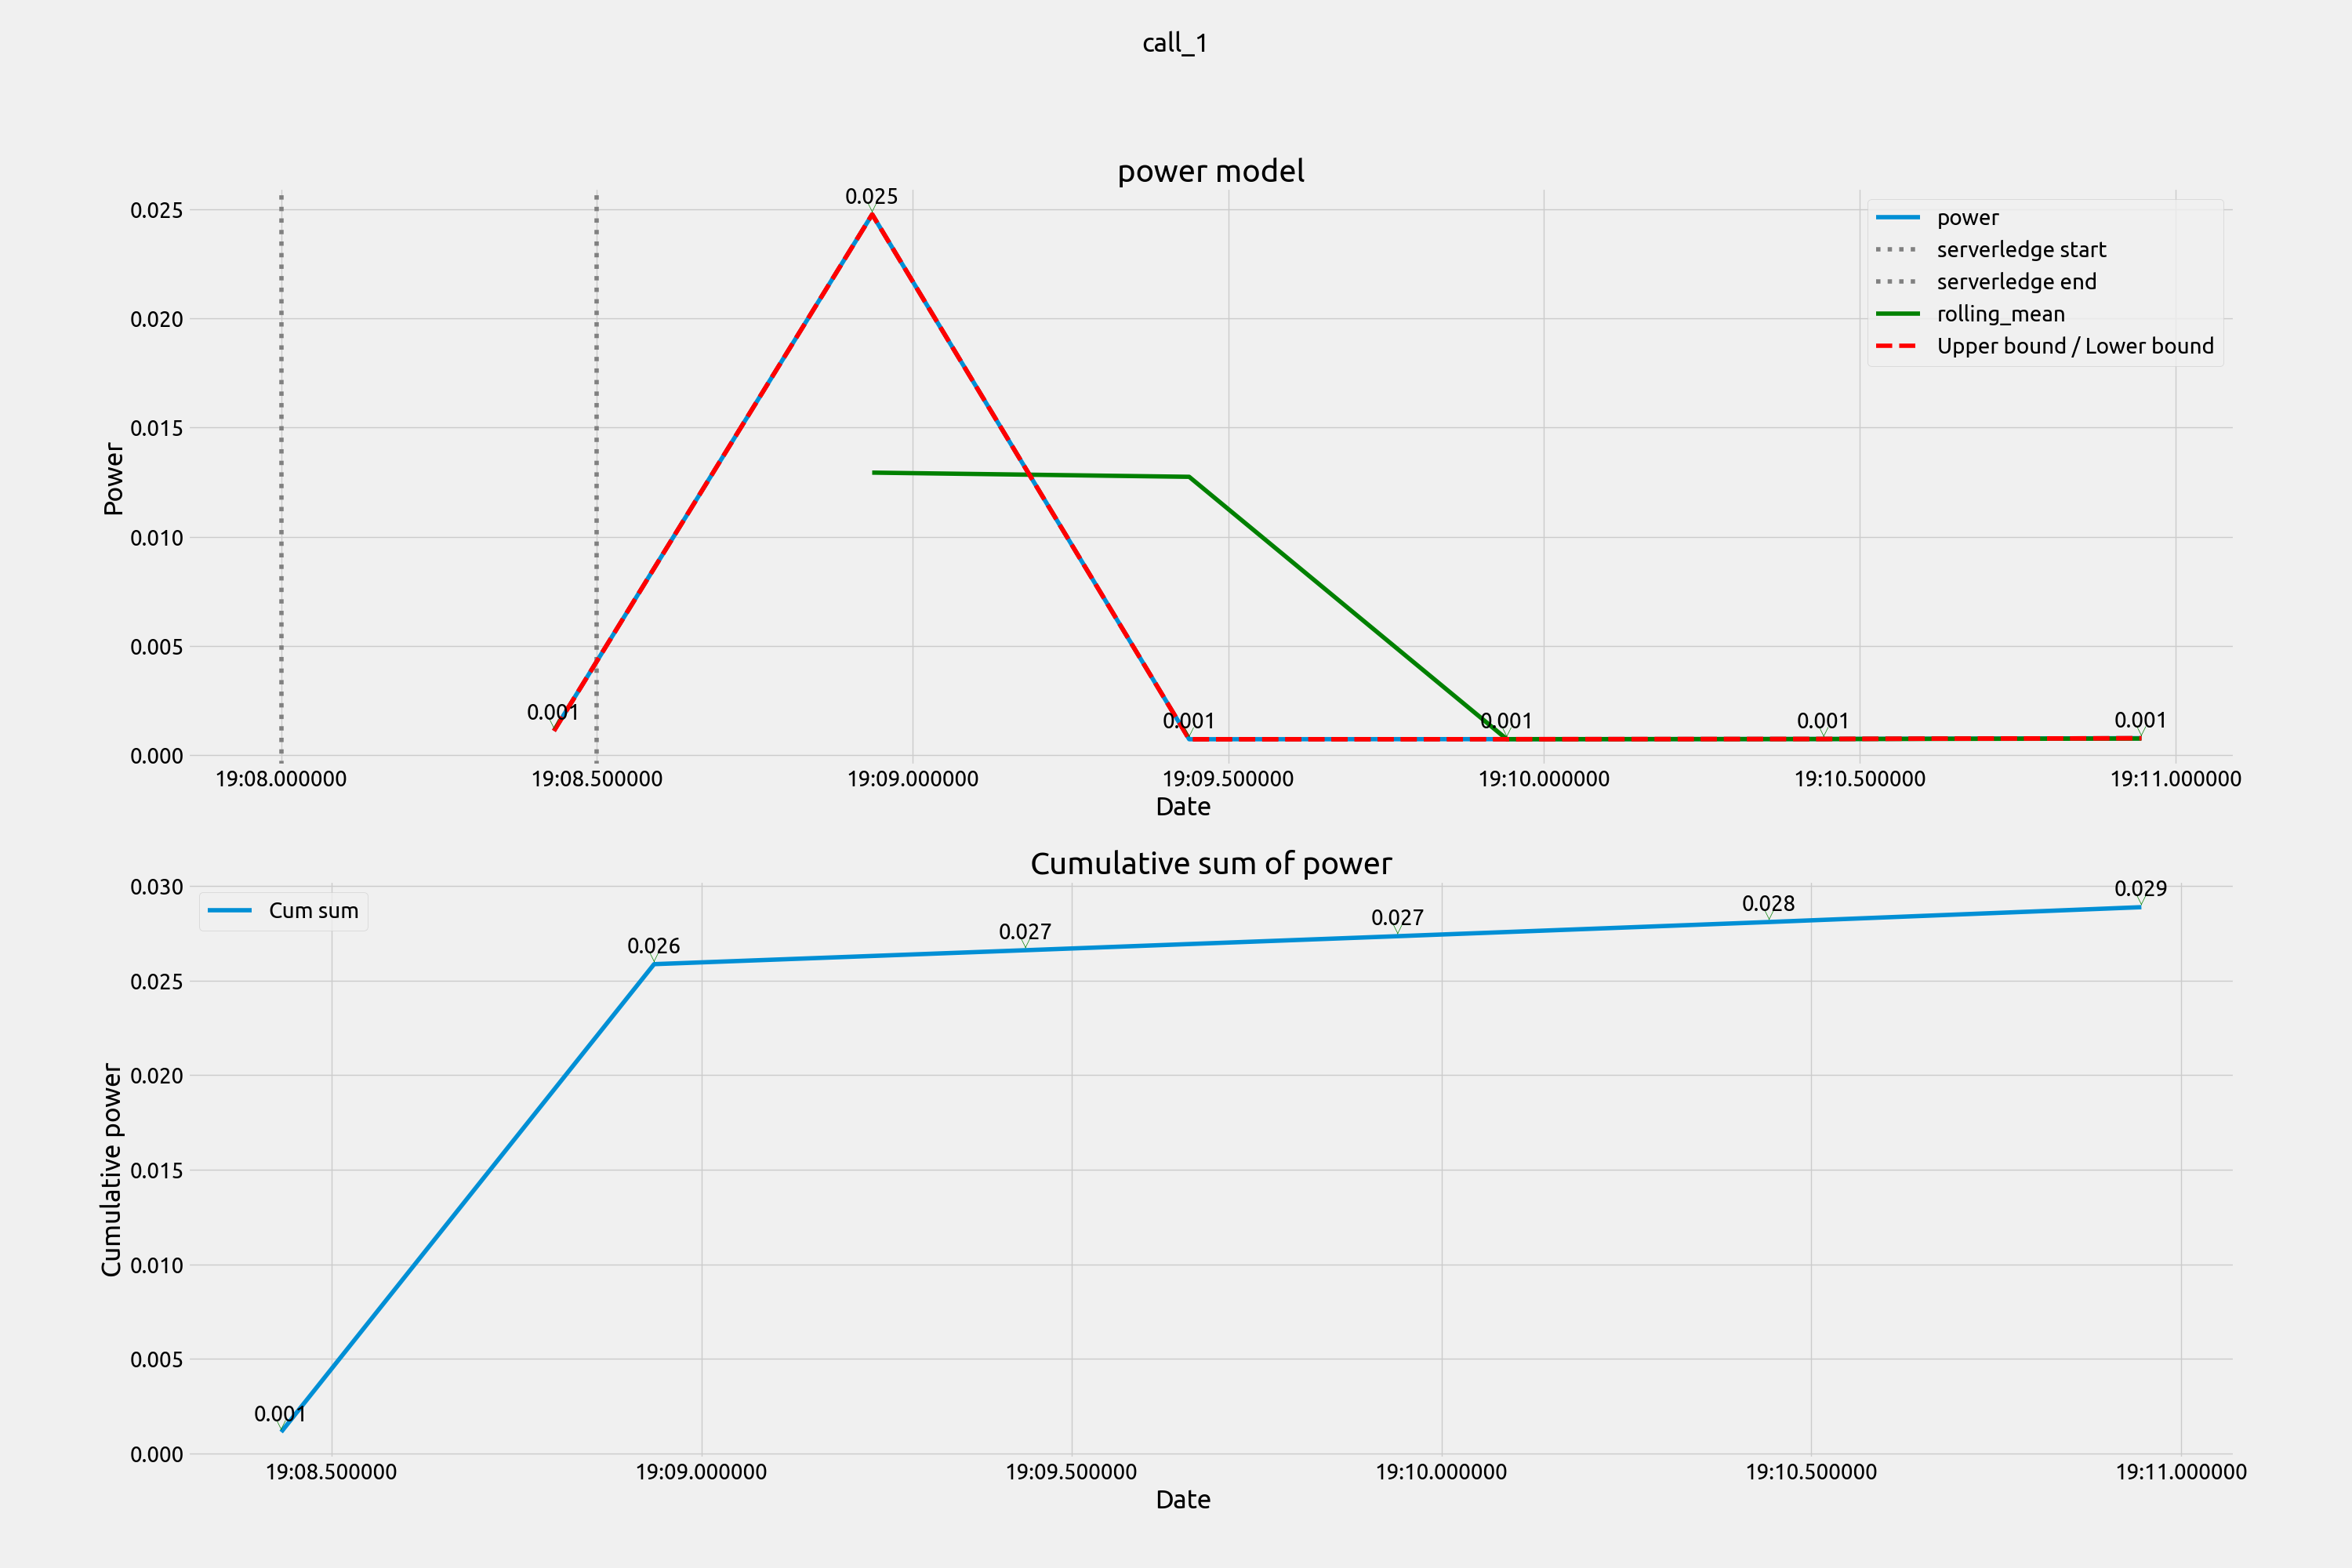 call_1
power model
0.025
0.025
0.020
0.015
0.010
0.005
0.000
Power
power
serverledge start
serverledge end
rolling_mean
Upper bound / Lower bound
0.001
0.001
0.001
0.001
0.001
19:08.000000
19:08.500000
19:09.000000
19:09.500000
19:10.000000
19:10.500000
19:11.000000
Date
Cumulative sum of power
0.030
0.025
0.020
0.015
0.010
0.005
0.000
Cumulative power
Cum sum
0.001
0.026
0.027
0.027
0.028
0.029
19:08.500000
19:09.000000
19:09.500000
19:10.000000
19:10.500000
19:11.000000
Date